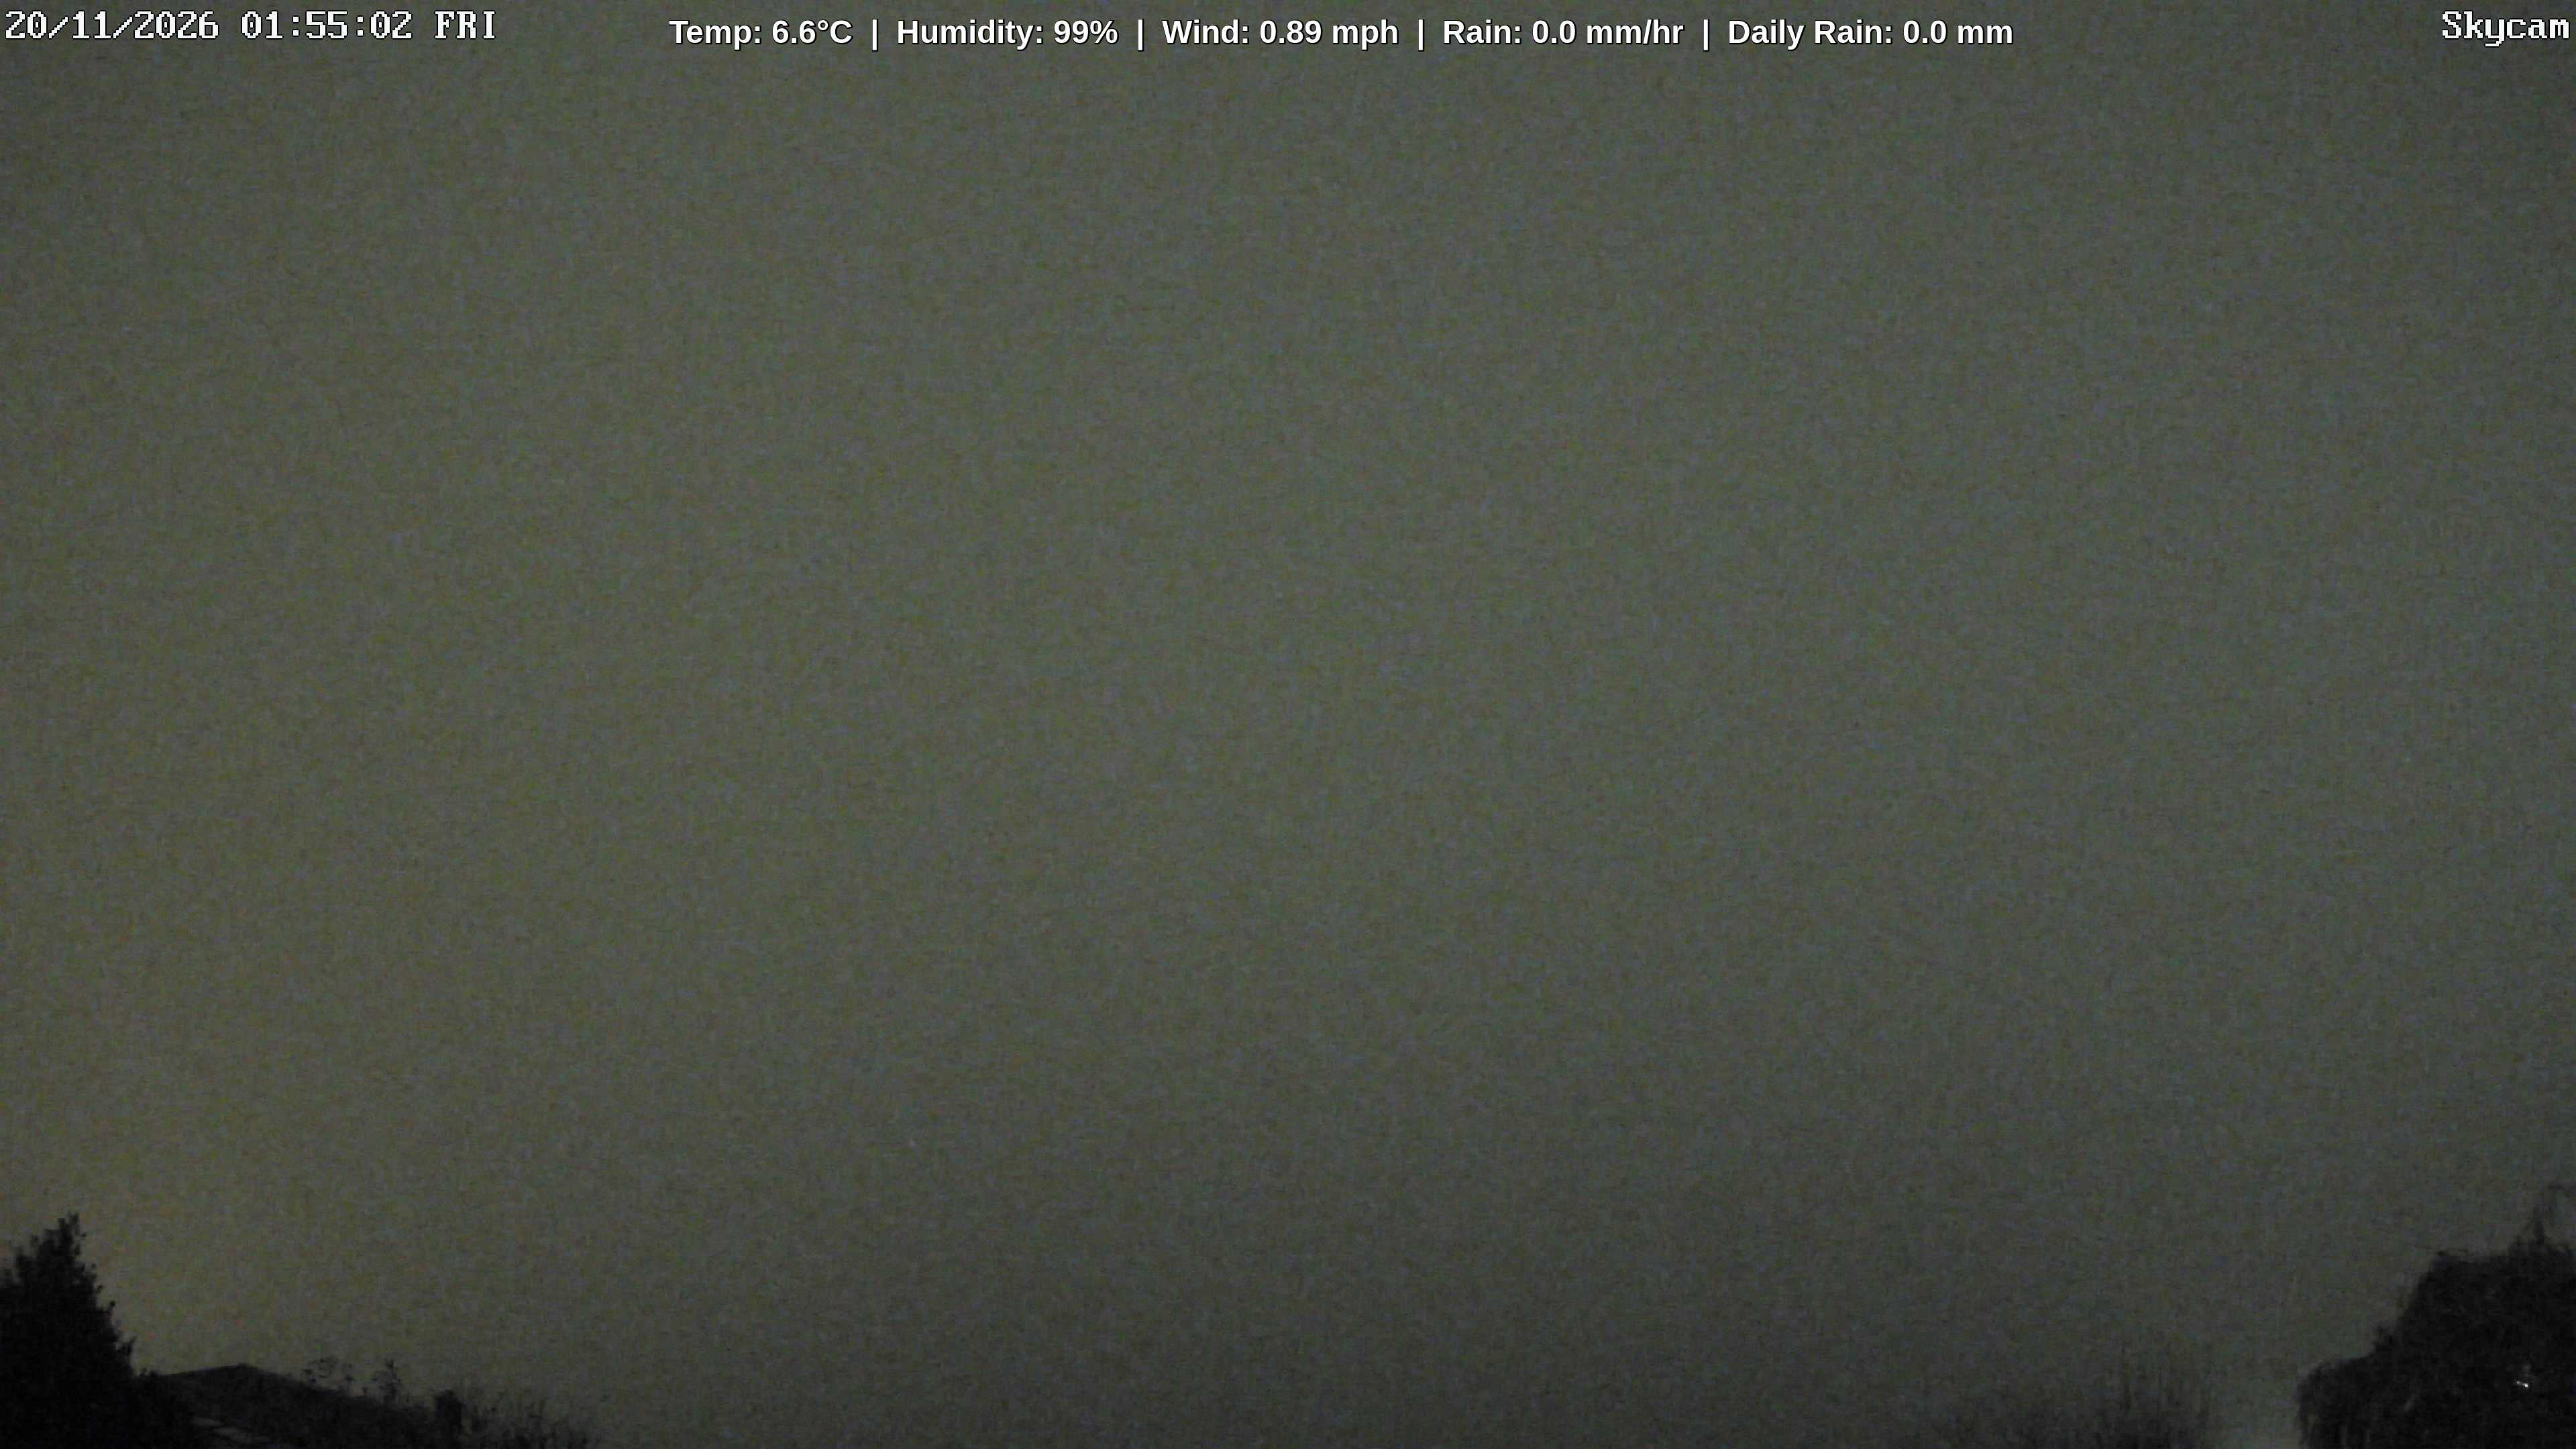 20/11/2026 01:55:02 FRI
Temp: 6.6°C | Humidity: 99% | Wind: 0.89 mph | Rain: 0.0 mm/hr | Daily Rain: 0.0 mm
Skycam